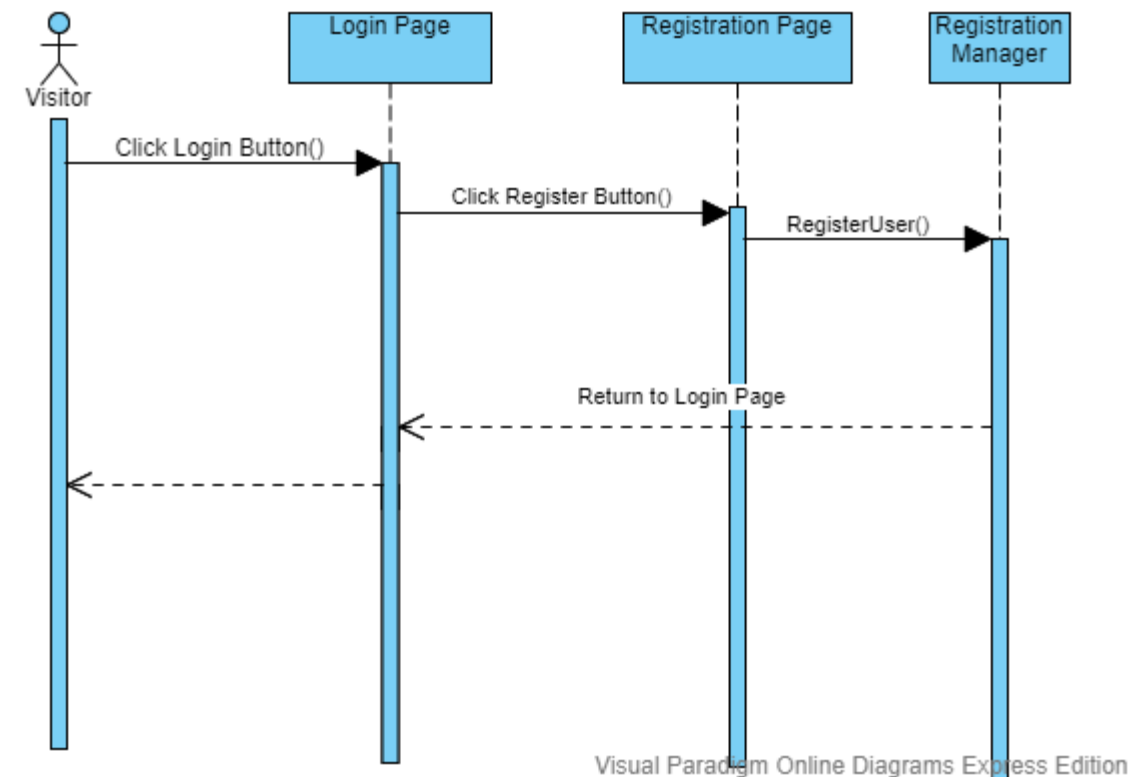 Login Page
Registration Page
Registration
Manager
Visitor
Click Login Button()
Click Register Button()
RegisterUser()
Return to Login Page
Visual Paradigm Online Diagrams Express Edition